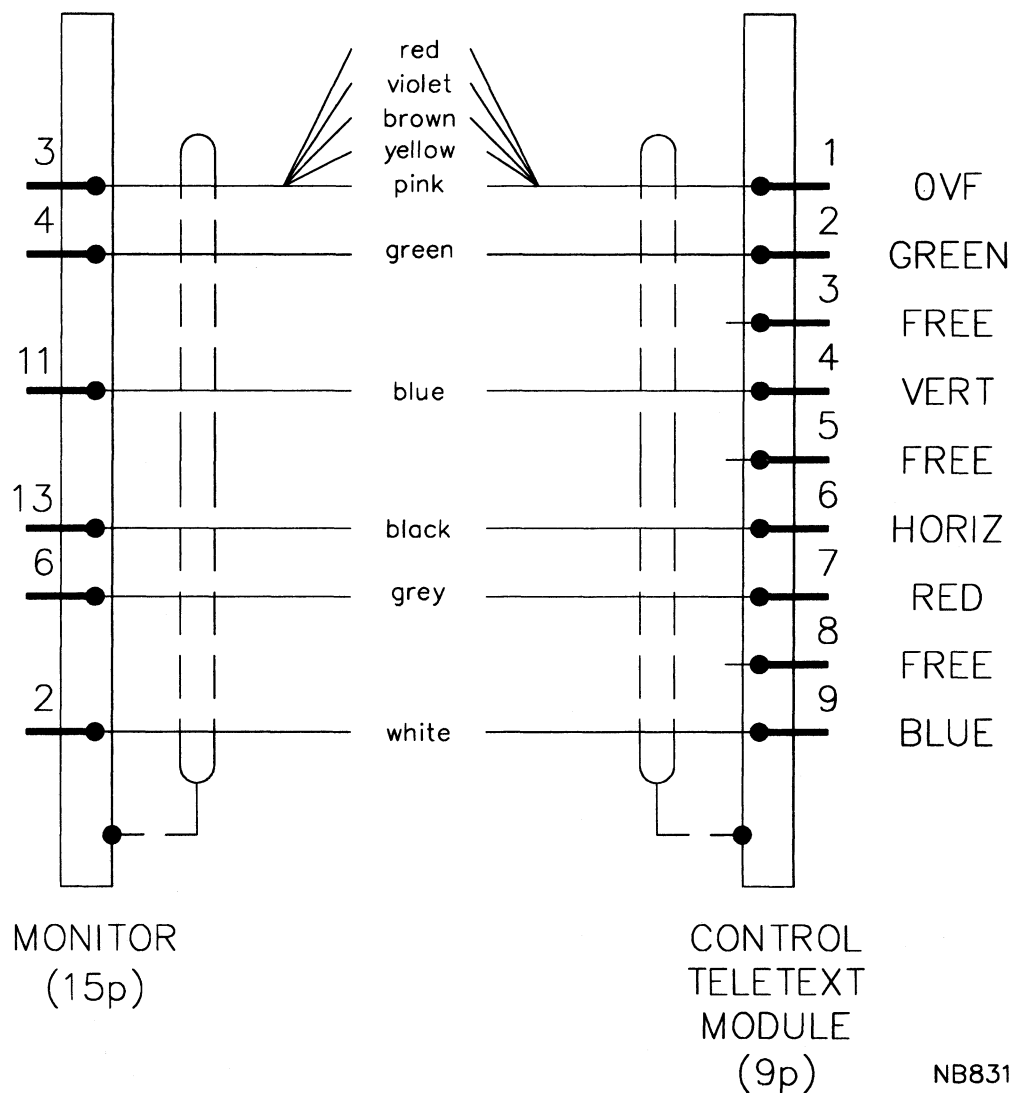 red
violet
brown
yellow
3 pink 1 0VF
4 green 2 GREEN
3 FREE
11 blue 4 VERT
5 FREE
13 black 6 HORIZ
6 grey 7 RED
8 FREE
2 white 9 BLUE
MONITOR
(15p)
CONTROL
TELETEXT
MODULE
(9p)
NB831